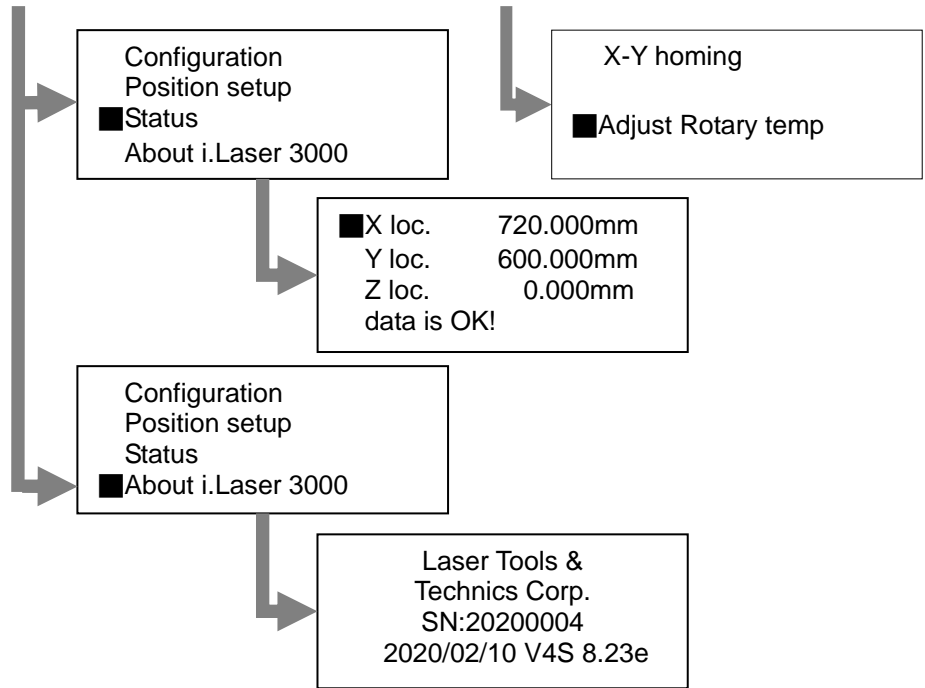 Configuration
Position setup
Status
About i.Laser 3000
X-Y homing
Adjust Rotary temp
X loc. 720.000mm
Y loc. 600.000mm
Z loc. 0.000mm
data is OK!
Configuration
Position setup
Status
About i.Laser 3000
Laser Tools &
Technics Corp.
SN:20200004
2020/02/10 V4S 8.23e